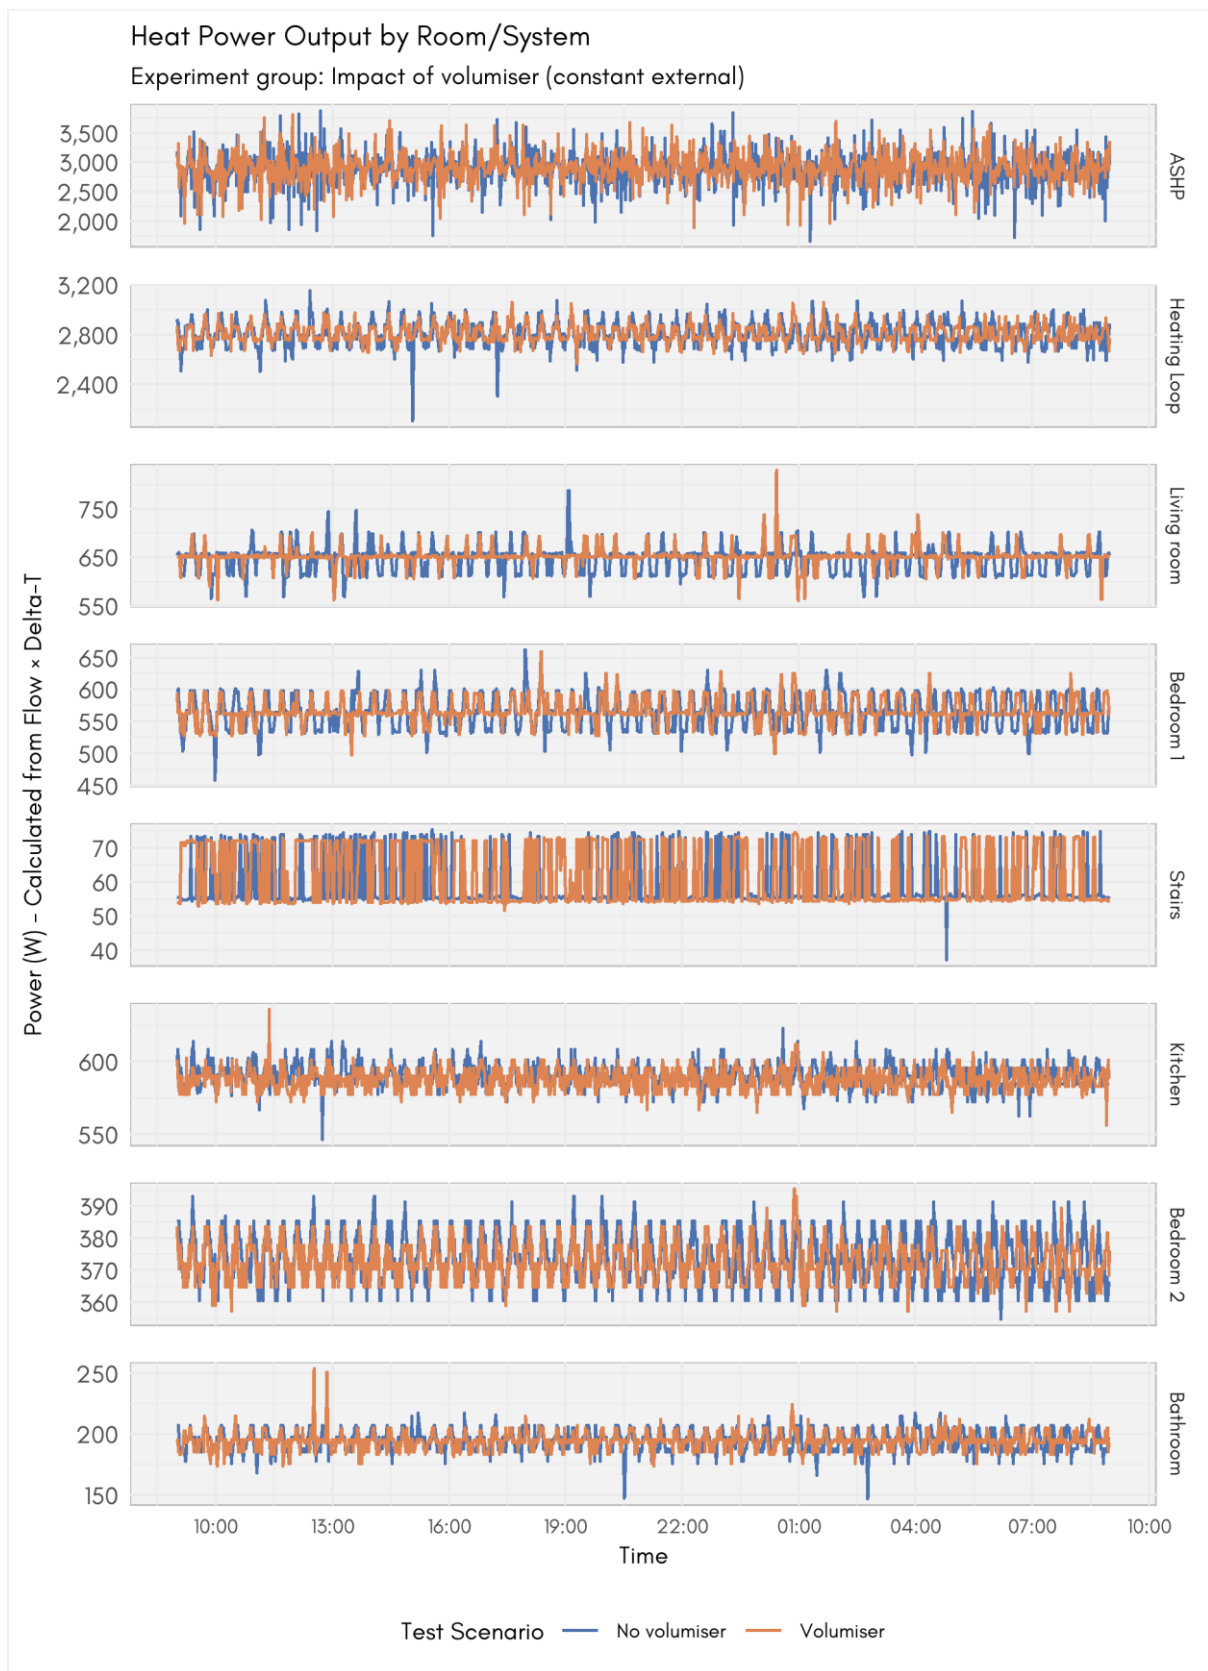 Heat Power Output by Room/System
Experiment group: Impact of volumiser (constant external)
Power (W) - Calculated from Flow × Delta-T
3,500
3,000
2,500
2,000
ASHP
3,200
2,800
2,400
Heating Loop
750
650
550
Living room
650
600
550
500
450
Bedroom 1
70
60
50
40
Stairs
600
550
Kitchen
390
380
370
360
Bedroom 2
250
200
150
Bathroom
10:00 13:00 16:00 19:00 22:00 01:00 04:00 07:00 10:00
Time
Test Scenario No volumiser Volumiser